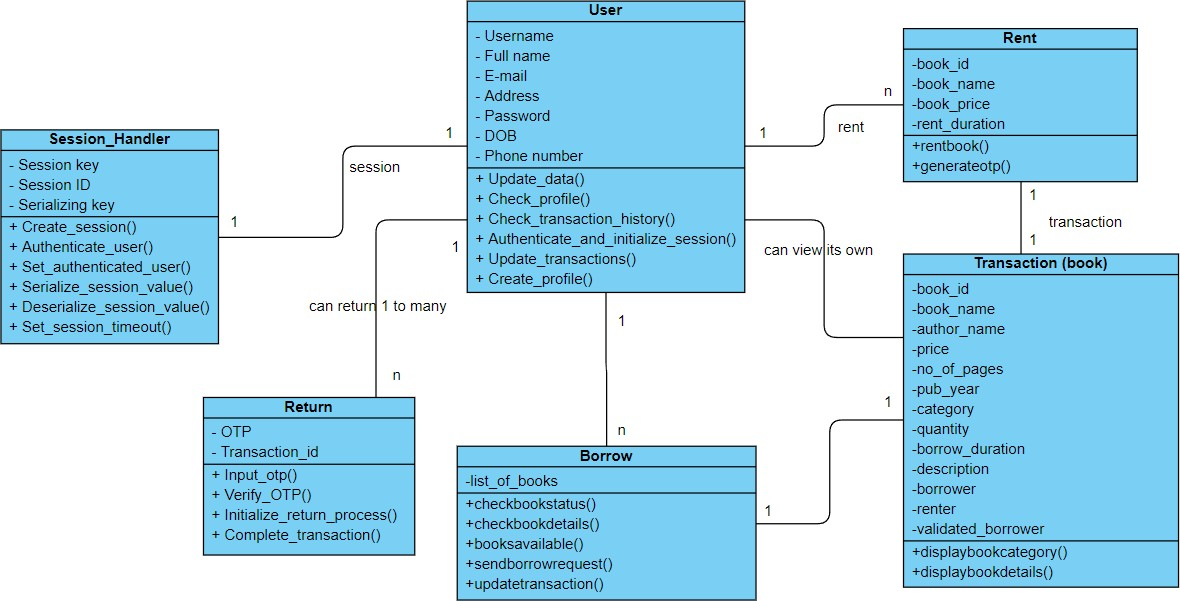 User
- Username
- Full name
- E-mail
- Address
- Password
- DOB
- Phone number
+ Update_data()
+ Check_profile()
+ Check_transaction_history()
+ Authenticate_and_initialize_session()
+ Update_transactions()
+ Create_profile()
Rent
-book_id
-book_name
-book_price
-rent_duration
+rentbook()
+generateotp()
Session_Handler
- Session key
- Session ID
- Serializing key
+ Create_session()
+ Authenticate_user()
+ Set_authenticated_user()
+ Serialize_session_value()
+ Deserialize_session_value()
+ Set_session_timeout()
1
session
1
1
rent
n
1
transaction
1
can view its own
1
can return 1 to many
n
1
n
Transaction (book)
-book_id
-book_name
-author_name
-price
-no_of_pages
-pub_year
-category
-quantity
-borrow_duration
-description
-borrower
-renter
-validated_borrower
+displaybookcategory()
+displaybookdetails()
Return
- OTP
- Transaction_id
+ Input_otp()
+ Verify_OTP()
+ Initialize_return_process()
+ Complete_transaction()
Borrow
-list_of_books
+checkbookstatus()
+checkbookdetails()
+booksavailable()
+sendborrowrequest()
+updatetransaction()
1
1